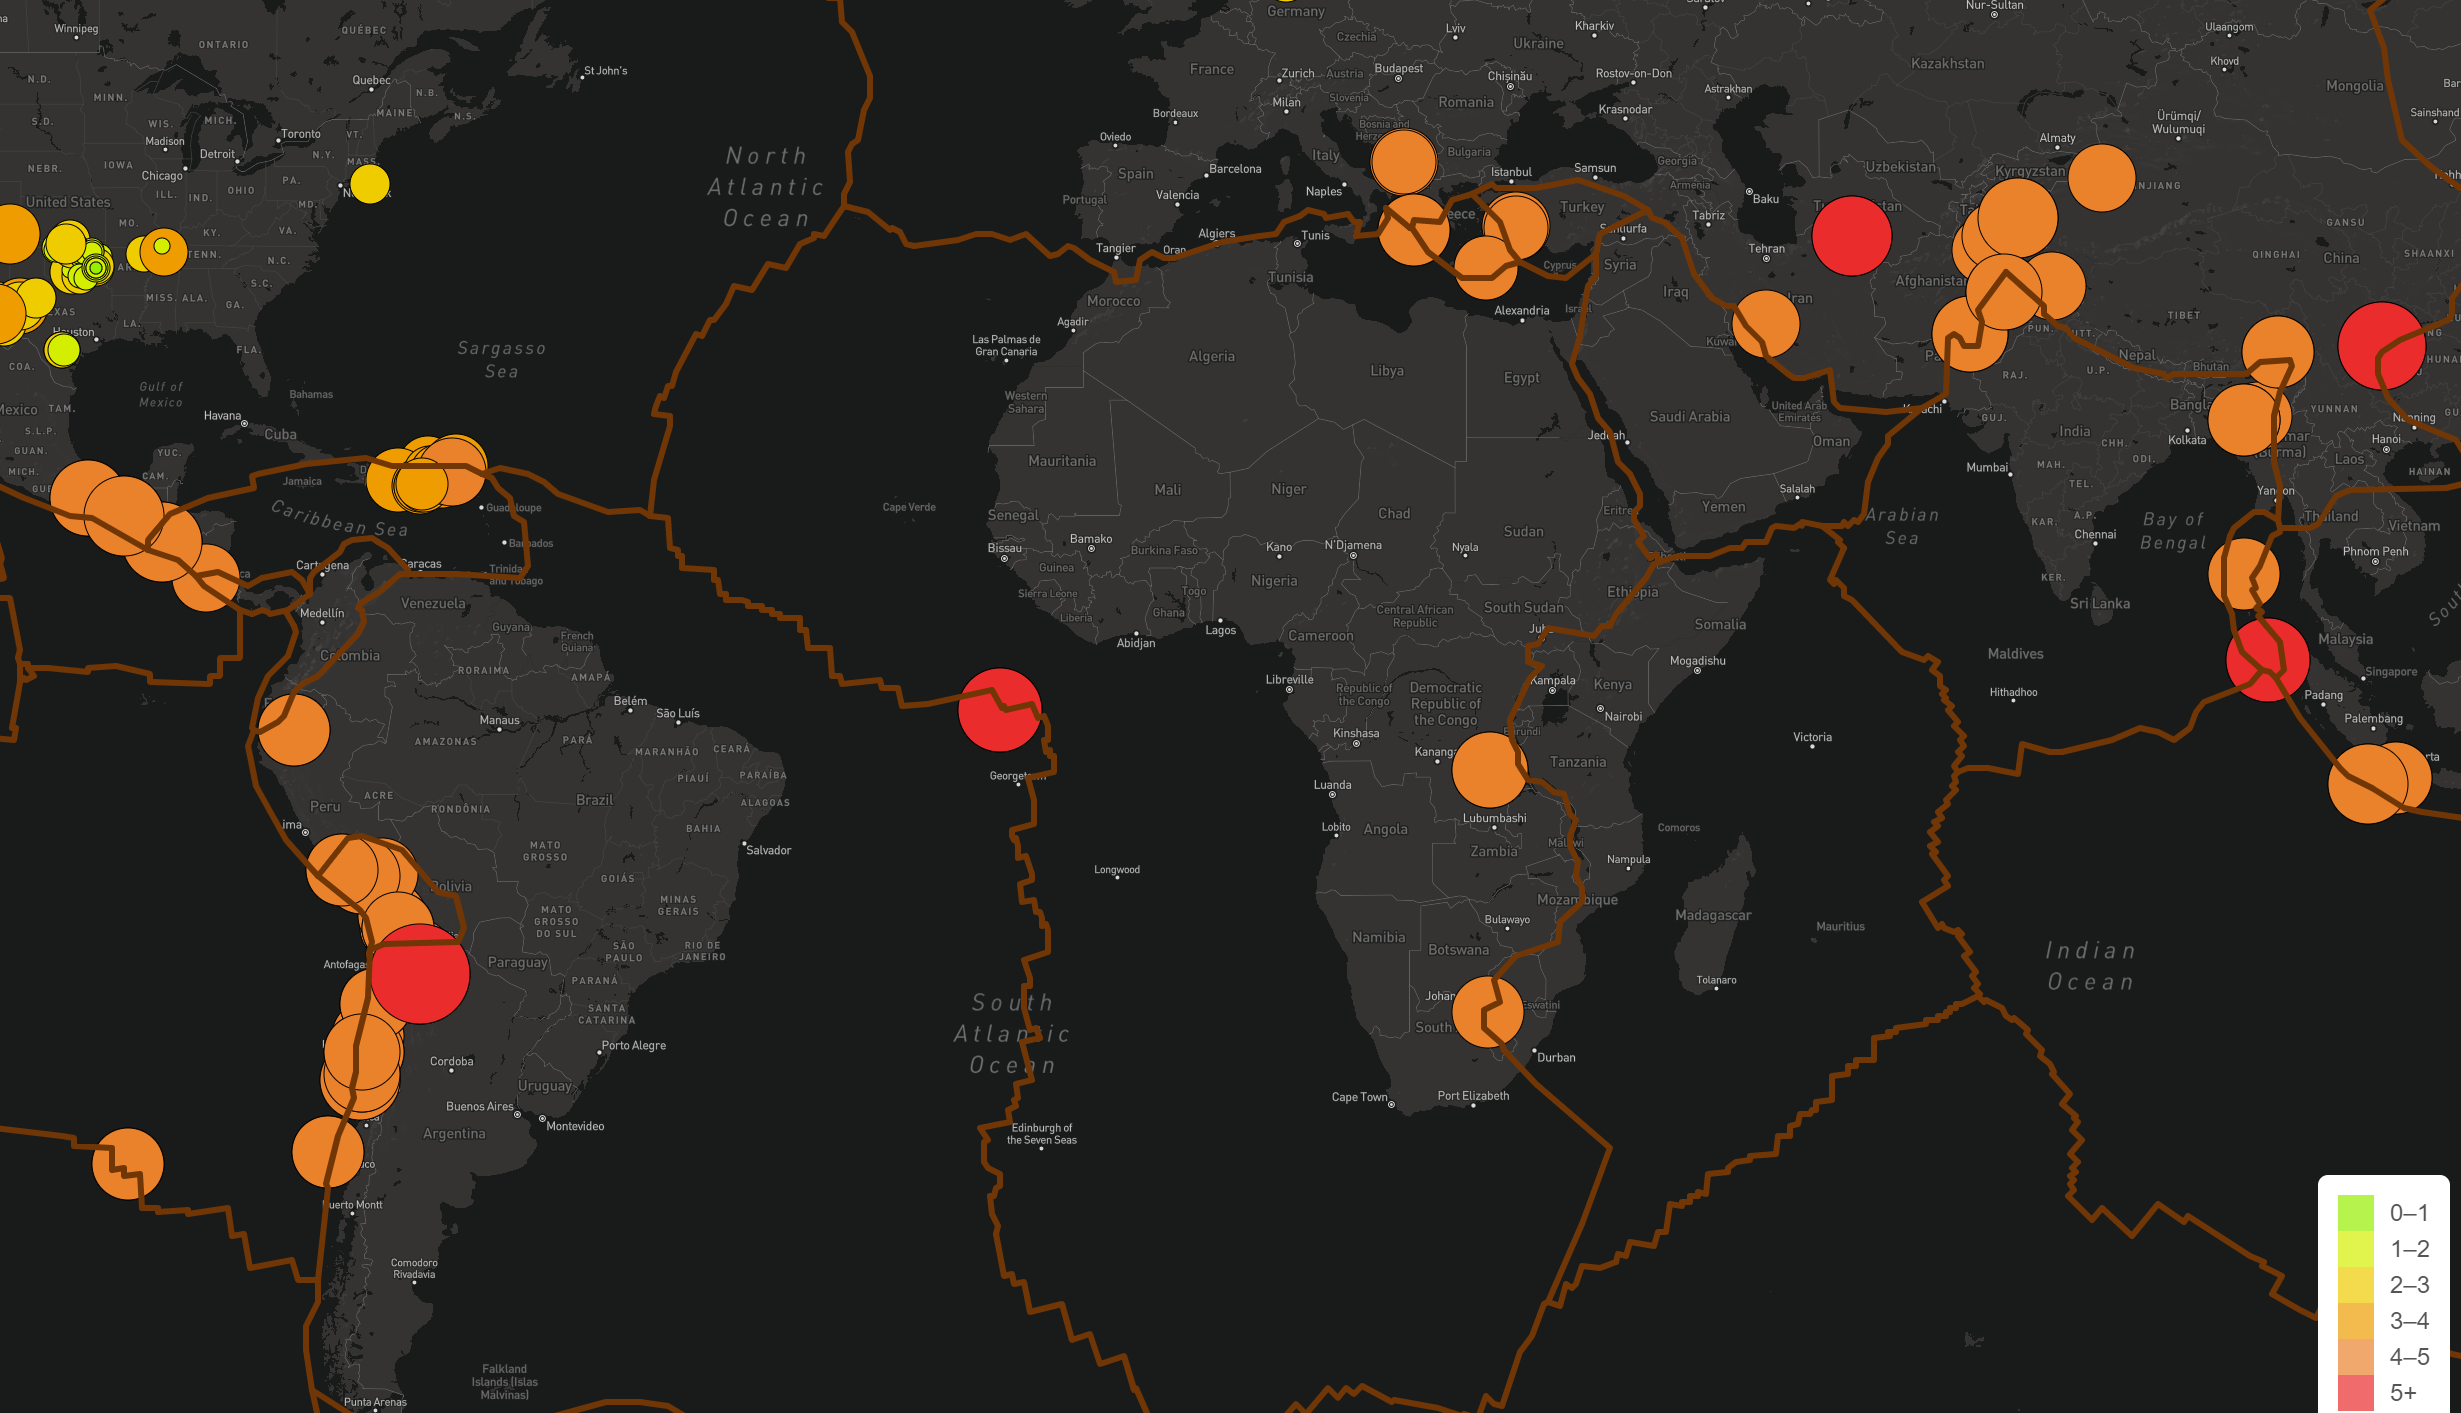 Winnipeg
ONTARIO
QUÉBEC
N.D.
MINN.
S.D.
WIS.
MICH.
Quebec
N.B.
MAINE
N.S.
St John's
Madison
Toronto
VT.
N.Y.
MASS.
Detroit
Chicago
NEBR.
IOWA
ILL.
IND.
OHIO
PA.
MD.
United States
MO.
KY.
VA.
TENN.
N.C.
S.C.
MISS.
ALA.
GA.
LA.
Houston
FLA.
COA.
Gulf of
Mexico
Mexico
TAM.
S.L.P.
GUAN.
MICH.
YUC.
CAM.
Havana
Cuba
Bahamas
Jamaica
Caribbean Sea
Guadeloupe
Barbados
Trinidad
and Tobago
Sargasso
Sea
North
Atlantic
Ocean
Cartagena
Caracas
Medellín
Venezuela
Guyana
French
Guiana
Colombia
RORAIMA
AMAPÁ
Belém
São Luís
Manaus
AMAZONAS
PARÁ
MARANHÃO
CEARÁ
PIAUÍ
PARAÍBA
ALAGOAS
Peru
ACRE
RONDÔNIA
Brazil
BAHIA
MATO
GROSSO
Salvador
GOIÁS
Bolivia
MINAS
GERAIS
MATO
GROSSO
DO SUL
SÃO
PAULO
RIO DE
JANEIRO
Paraguay
PARANÁ
SANTA
CATARINA
Porto Alegre
Cordoba
Uruguay
Buenos Aires
Montevideo
Argentina
Puerto Montt
Comodoro
Rivadavia
Falkland
Islands (Islas
Malvinas)
Punta Arenas
South
Atlantic
Ocean
Georgetown
Longwood
Edinburgh of
the Seven Seas
Germany
Czechia
Lviv
Kharkiv
Ukraine
France
Zurich
Austria
Budapest
Chișinău
Rostov-on-Don
Milan
Slovenia
Romania
Krasnodar
Astrakhan
Bordeaux
Oviedo
Bosnia and
Italy
Bulgaria
Georgia
Spain
Barcelona
Naples
Istanbul
Samsun
Armenia
Baku
Portugal
Valencia
Turkey
Tabriz
Tangier
Oran
Algiers
Tunis
Cyprus
Syria
Tehran
Tunisia
Morocco
Agadir
Alexandria
Israel
Iraq
Iran
Las Palmas de
Gran Canaria
Algeria
Libya
Egypt
Western
Sahara
Saudi Arabia
United Arab
Emirates
Oman
Jeddah
Mauritania
Mali
Niger
Chad
Sudan
Eritrea
Yemen
Salalah
Cape Verde
Senegal
Bissau
Bamako
Burkina Faso
Guinea
Kano
N'Djamena
Nyala
Sierra Leone
Liberia
Togo
Ghana
Nigeria
Abidjan
Lagos
Cameroon
Central African
Republic
South Sudan
Ethiopia
Somalia
Juba
Mogadishu
Libreville
Republic of
the Congo
Democratic
Republic of
the Congo
Kampala
Kenya
Nairobi
Burundi
Kinshasa
Kananga
Tanzania
Victoria
Luanda
Lobito
Angola
Lubumbashi
Zambia
Malawi
Nampula
Comoros
Mozambique
Bulawayo
Namibia
Botswana
Madagascar
Mauritius
Tolanaro
Eswatini
South
Durban
Cape Town
Port Elizabeth
Nur-Sultan
Kazakhstan
Ulaangom
Khovd
Mongolia
Ürümqi/
Wulumuqi
Sainshand
Almaty
Uzbekistan
Kyrgyzstan
GANSU
QINGHAI
China
SHAANXI
Afghanistan
TIBET
PUN.
UTT.
Nepal
RAJ.
U.P.
Bhutan
HUNAN
Karachi
GUJ.
India
CHH.
ODI.
MAH.
TEL.
Mumbai
Kolkata
YUNNAN
Nanning
Hanoi
(Burma)
Laos
HAINAN
Yangon
Thailand
Vietnam
Arabian
Sea
KAR.
A.P.
Chennai
Bay of
Bengal
Phnom Penh
KER.
Sri Lanka
Malaysia
Maldives
Singapore
Hithadhoo
Padang
Palembang
Indian
Ocean
0–1
1–2
2–3
3–4
4–5
5+